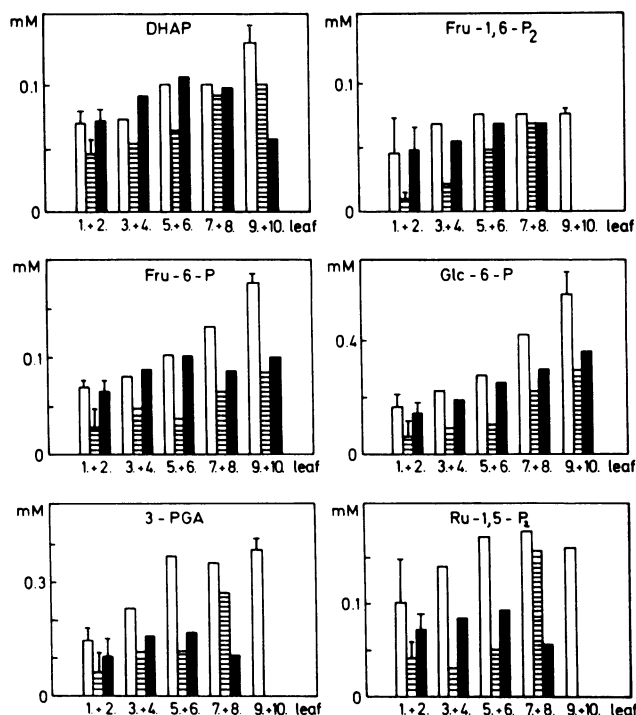 mM DHAP
0.1
0
1.+2. 3.+4. 5.+6. 7.+8. 9.+10. leaf
mM Fru-1,6-P2
0.1
0
1.+2. 3.+4. 5.+6. 7.+8. 9.+10. leaf
mM Fru-6-P
0.1
0
1.+2. 3.+4. 5.+6. 7.+8. 9.+10. leaf
mM Glc-6-P
0.4
0
1.+2. 3.+4. 5.+6. 7.+8. 9.+10. leaf
mM 3-PGA
0.3
0
1.+2. 3.+4. 5.+6. 7.+8. 9.+10. leaf
mM Ru-1,5-P2
0.1
0
1.+2. 3.+4. 5.+6. 7.+8. 9.+10. leaf